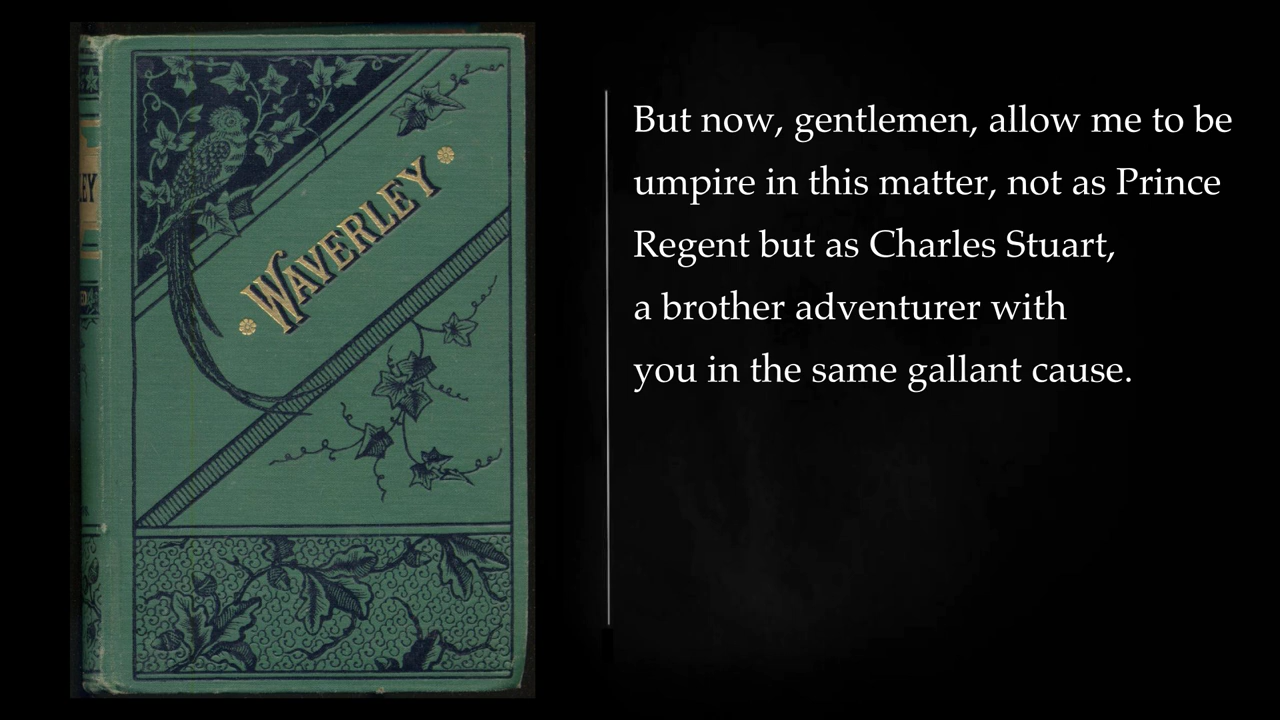 WAVERLEY
But now, gentlemen, allow me to be
umpire in this matter, not as Prince
Regent but as Charles Stuart,
a brother adventurer with
you in the same gallant cause.